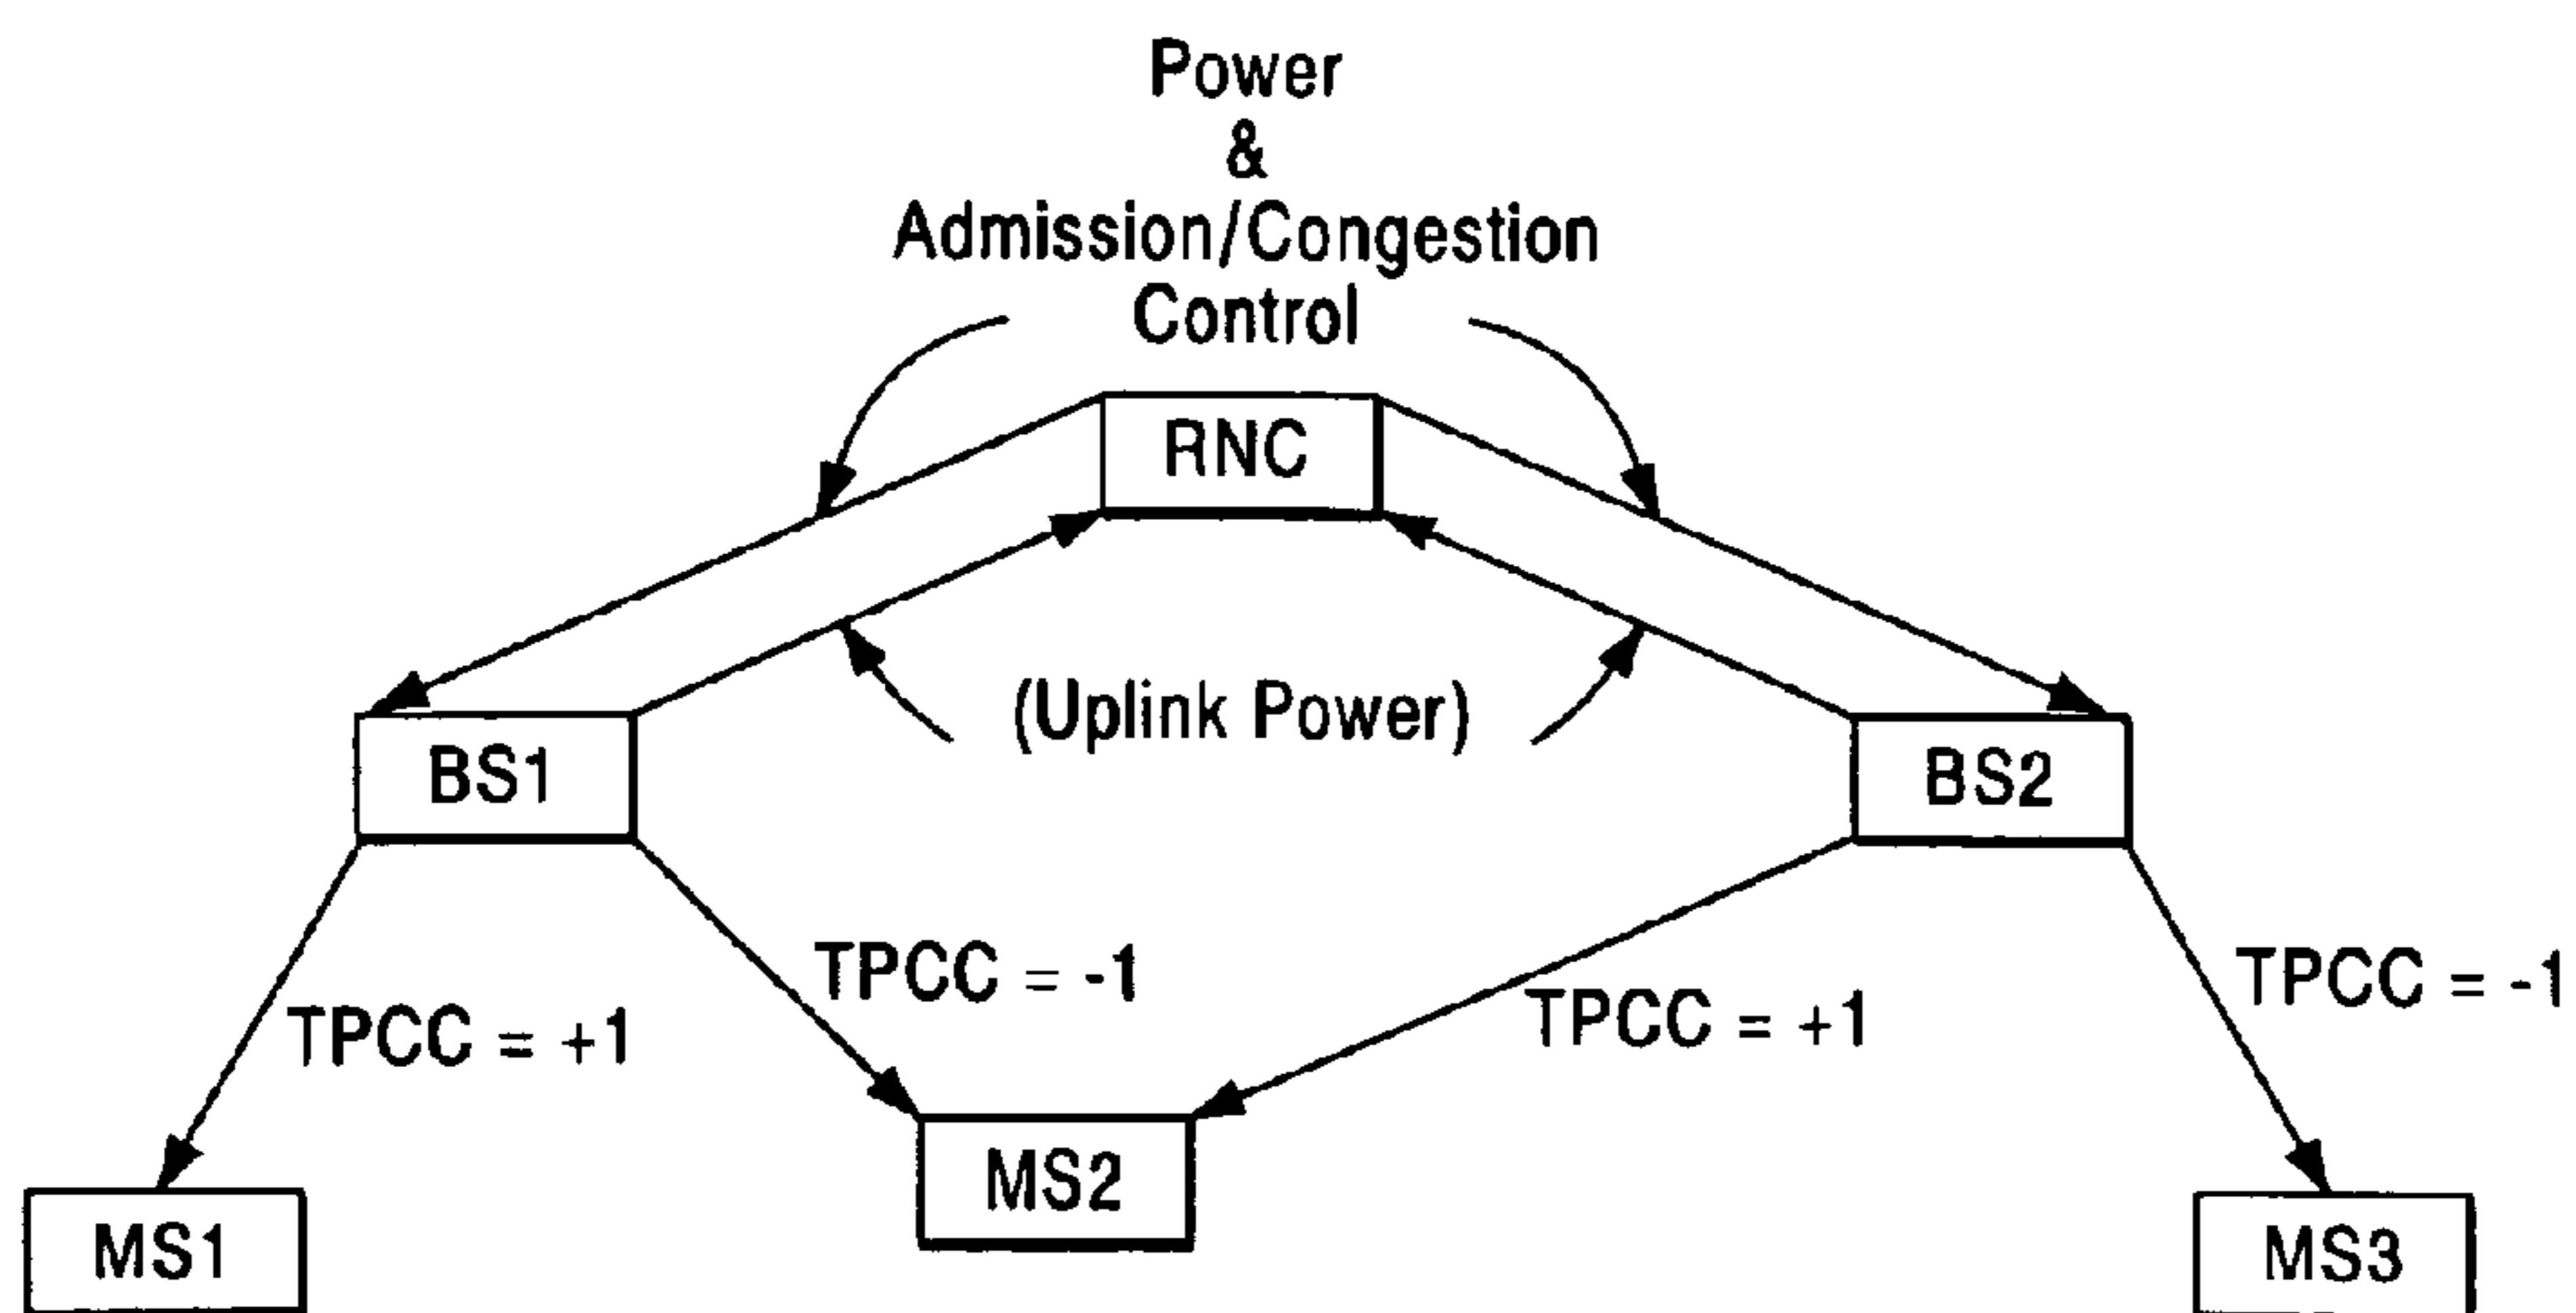 Power
&
Admission/Congestion
Control
RNC
(Uplink Power)
BS1
BS2
TPCC = -1
TPCC = +1
TPCC = +1
TPCC = -1
MS2
MS1
MS3